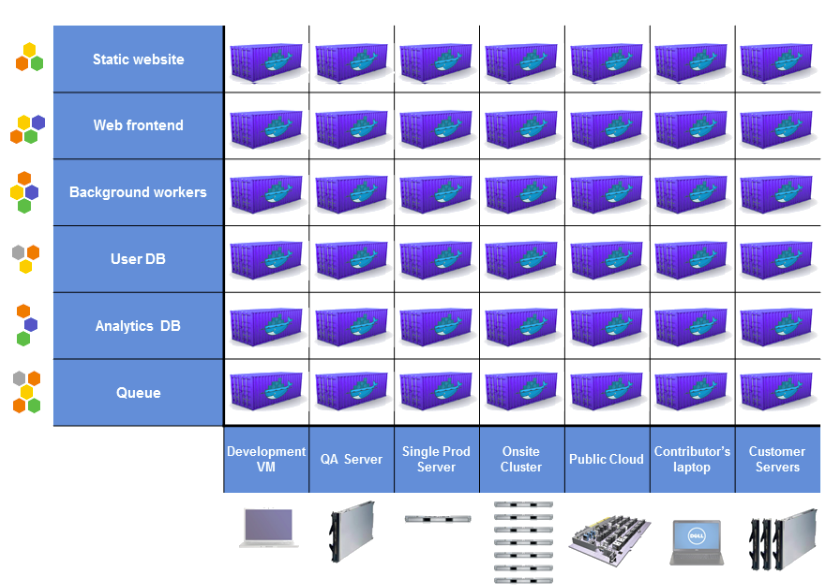 Static website
Web frontend
Background workers
User DB
Analytics DB
Queue
Development
VM
QA Server
Single Prod
Server
Onsite
Cluster
Public Cloud
Contributor's
laptop
Customer
Servers
DELL